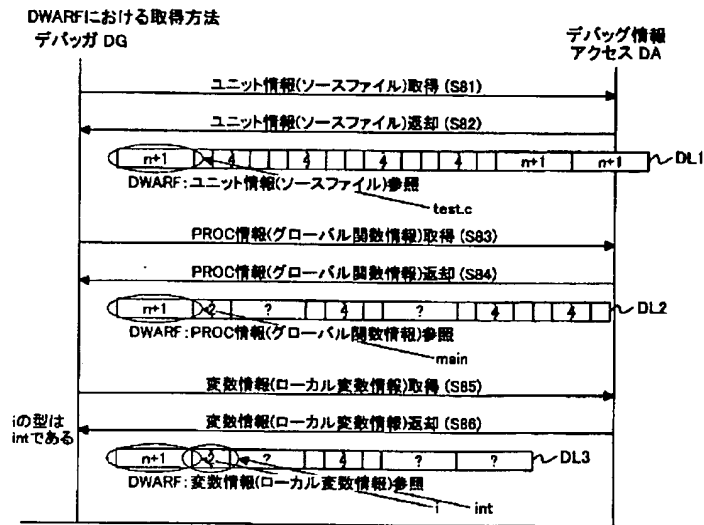 DWARFにおける取得方法
デバッガ DG
デバッグ情報
アクセス DA
ユニット情報(ソースファイル)取得 (S81)
ユニット情報(ソースファイル)返却 (S82)
n+1 4 4 4 4 n+1 n+1 DL1
DWARF:ユニット情報(ソースファイル)参照
test.c
PROC情報(グローバル関数情報)取得 (S83)
PROC情報(グローバル関数情報)返却 (S84)
n+1 2 ? 4 ? 4 4 DL2
DWARF:PROC情報(グローバル関数情報)参照
main
変数情報(ローカル変数情報)取得 (S85)
変数情報(ローカル変数情報)返却 (S86)
iの型は
intである
n+1 ? 4 ? ? DL3
DWARF:変数情報(ローカル変数情報)参照
i int